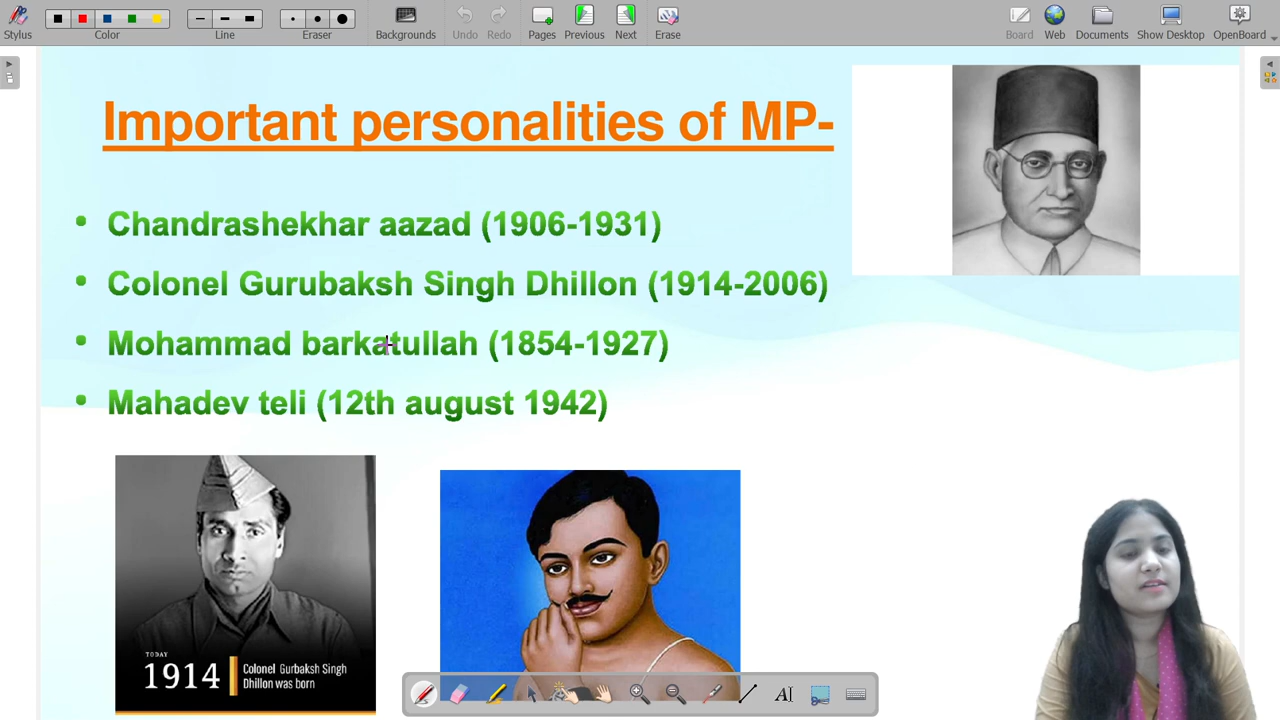 Stylus Color Line Eraser Backgrounds Undo Redo Pages Previous Next Erase Board Web Documents Show Desktop OpenBoard
Important personalities of MP-
• Chandrashekhar aazad (1906-1931)
• Colonel Gurubaksh Singh Dhillon (1914-2006)
• Mohammad barkatullah (1854-1927)
• Mahadev teli (12th august 1942)
TODAY
1914
Colonel Gurbaksh Singh
Dhillon was born
AI